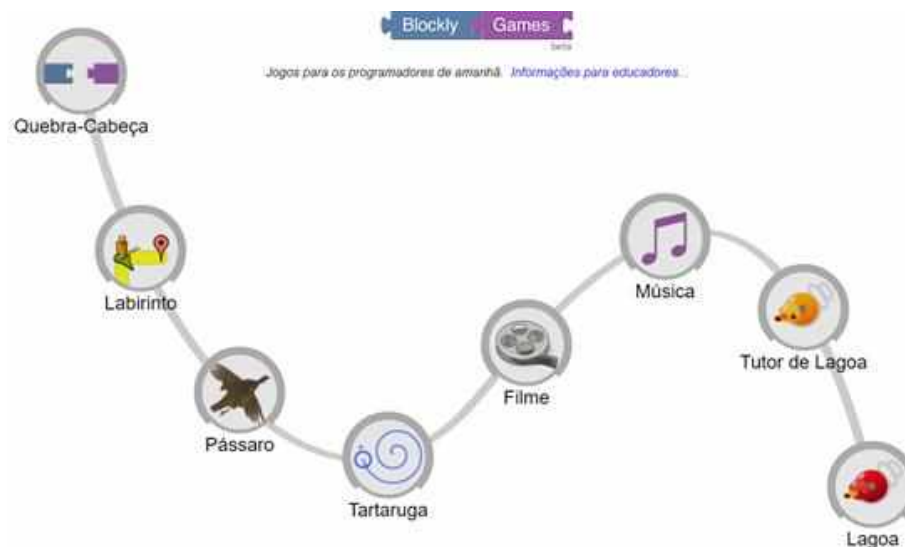 Blockly Games
beta
Jogos para os programadores de amanhã. Informações para educadores...
Quebra-Cabeça
Labirinto
Pássaro
Tartaruga
Filme
Música
Tutor de Lagoa
Lagoa